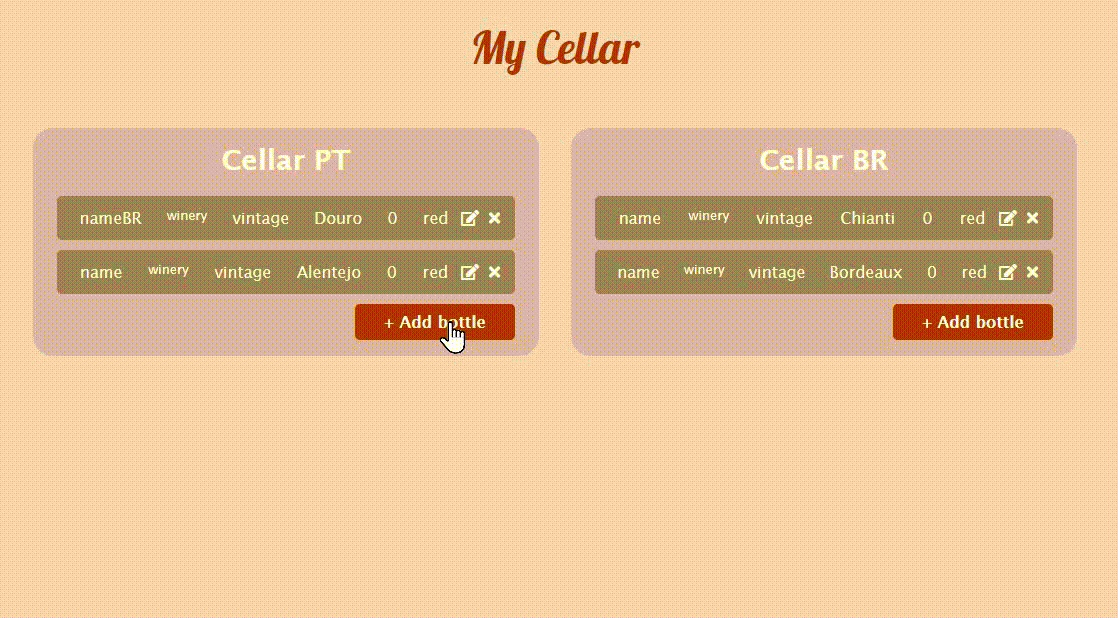 My Cellar
Cellar PT
nameBR winery vintage Douro 0 red
name winery vintage Alentejo 0 red
+ Add bottle
Cellar BR
name winery vintage Chianti 0 red
name winery vintage Bordeaux 0 red
+ Add bottle